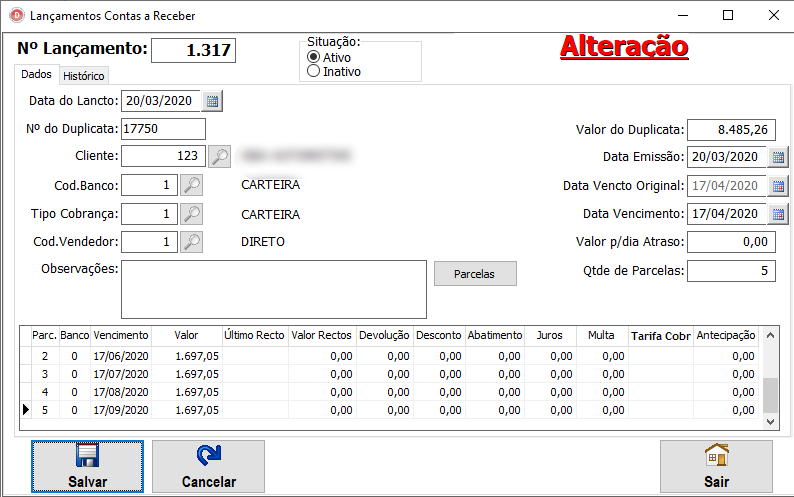 Lançamentos Contas a Receber
Nº Lançamento: 1.317
Situação:
Ativo
Inativo
Alteração
Dados Histórico
Data do Lancto: 20/03/2020
Nº do Duplicata: 17750
Valor do Duplicata: 8.485,26
Cliente: 123
Data Emissão: 20/03/2020
Cod.Banco: 1 CARTEIRA
Data Vencto Original: 17/04/2020
Tipo Cobrança: 1 CARTEIRA
Data Vencimento: 17/04/2020
Cod.Vendedor: 1 DIRETO
Valor p/dia Atraso: 0,00
Observações:
Parcelas
Qtde de Parcelas: 5
Parc. Banco Vencimento Valor Último Recto Valor Rectos Devolução Desconto Abatimento Juros Multa Tarifa Cobr Antecipação
2 0 17/06/2020 1.697,05 0,00 0,00 0,00 0,00 0,00 0,00 0,00
3 0 17/07/2020 1.697,05 0,00 0,00 0,00 0,00 0,00 0,00 0,00
4 0 17/08/2020 1.697,05 0,00 0,00 0,00 0,00 0,00 0,00 0,00
5 0 17/09/2020 1.697,05 0,00 0,00 0,00 0,00 0,00 0,00 0,00
Salvar Cancelar Sair